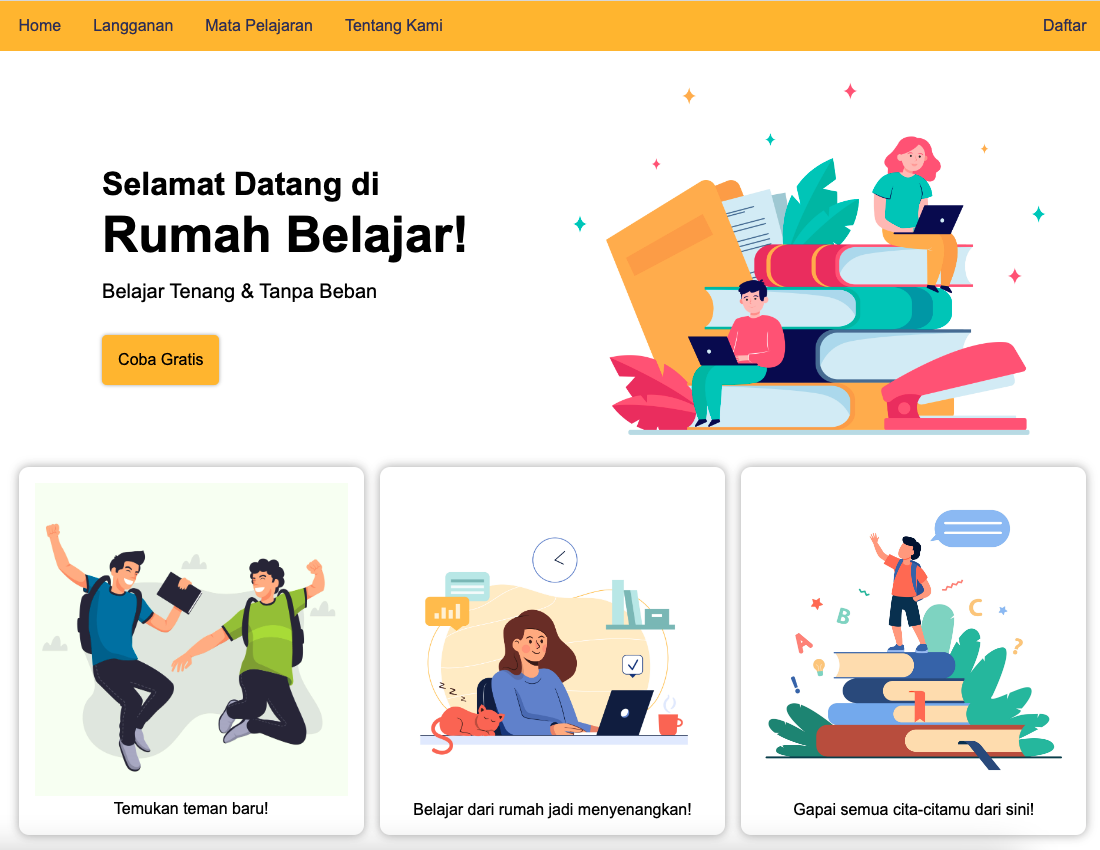 Home Langganan Mata Pelajaran Tentang Kami Daftar
Selamat Datang di
Rumah Belajar!
Belajar Tenang & Tanpa Beban
Coba Gratis
z z z
A B C ? !
Temukan teman baru!
Belajar dari rumah jadi menyenangkan!
Gapai semua cita-citamu dari sini!